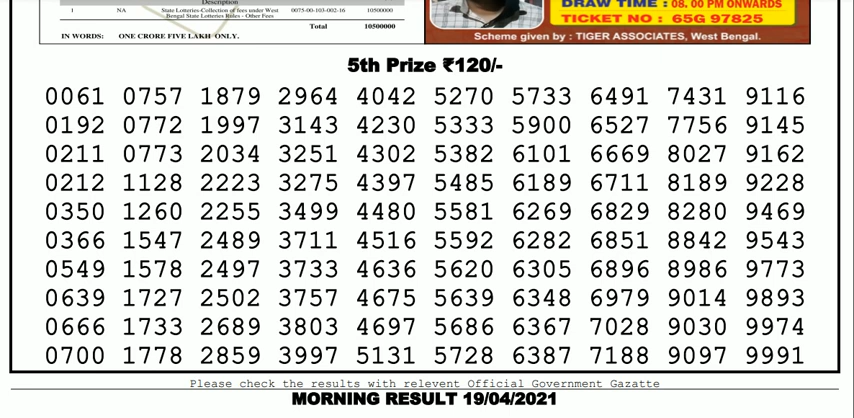 Description
1 NA State Lotteries-Collection of fees under West 0075-00-103-002-16 10500000
Bengal State Lotteries Rules - Other Fees
Total 10500000
IN WORDS: ONE CRORE FIVE LAKH ONLY.
DRAW TIME : 08. 00 PM ONWARDS
TICKET NO : 65G 97825
Scheme given by : TIGER ASSOCIATES, West Bengal.
5th Prize ₹120/-
0061 0757 1879 2964 4042 5270 5733 6491 7431 9116
0192 0772 1997 3143 4230 5333 5900 6527 7756 9145
0211 0773 2034 3251 4302 5382 6101 6669 8027 9162
0212 1128 2223 3275 4397 5485 6189 6711 8189 9228
0350 1260 2255 3499 4480 5581 6269 6829 8280 9469
0366 1547 2489 3711 4516 5592 6282 6851 8842 9543
0549 1578 2497 3733 4636 5620 6305 6896 8986 9773
0639 1727 2502 3757 4675 5639 6348 6979 9014 9893
0666 1733 2689 3803 4697 5686 6367 7028 9030 9974
0700 1778 2859 3997 5131 5728 6387 7188 9097 9991
Please check the results with relevent Official Government Gazatte
MORNING RESULT 19/04/2021